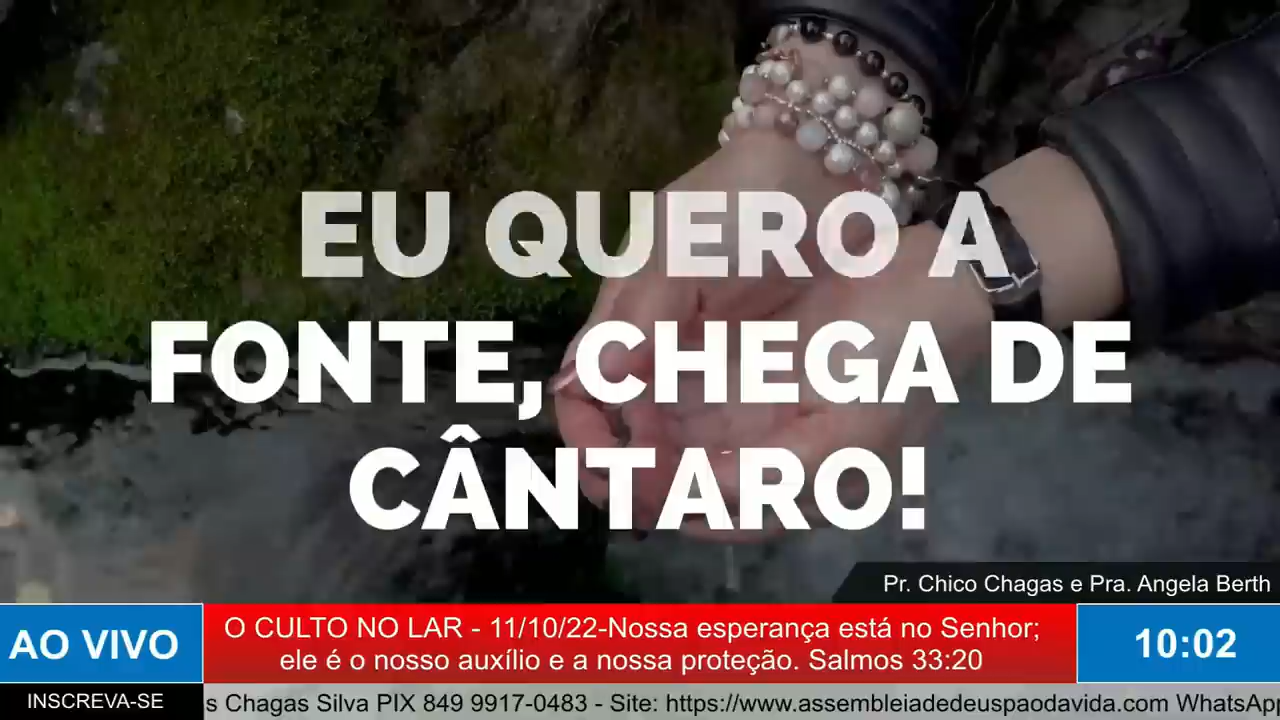 EU QUERO A
FONTE, CHEGA DE
CÂNTARO!
Pr. Chico Chagas e Pra. Angela Berth
AO VIVO
O CULTO NO LAR - 11/10/22-Nossa esperança está no Senhor;
ele é o nosso auxílio e a nossa proteção. Salmos 33:20
10:02
INSCREVA-SE
s Chagas Silva PIX 849 9917-0483 - Site: https://www.assembleiadedeuspaodavida.com WhatsApp